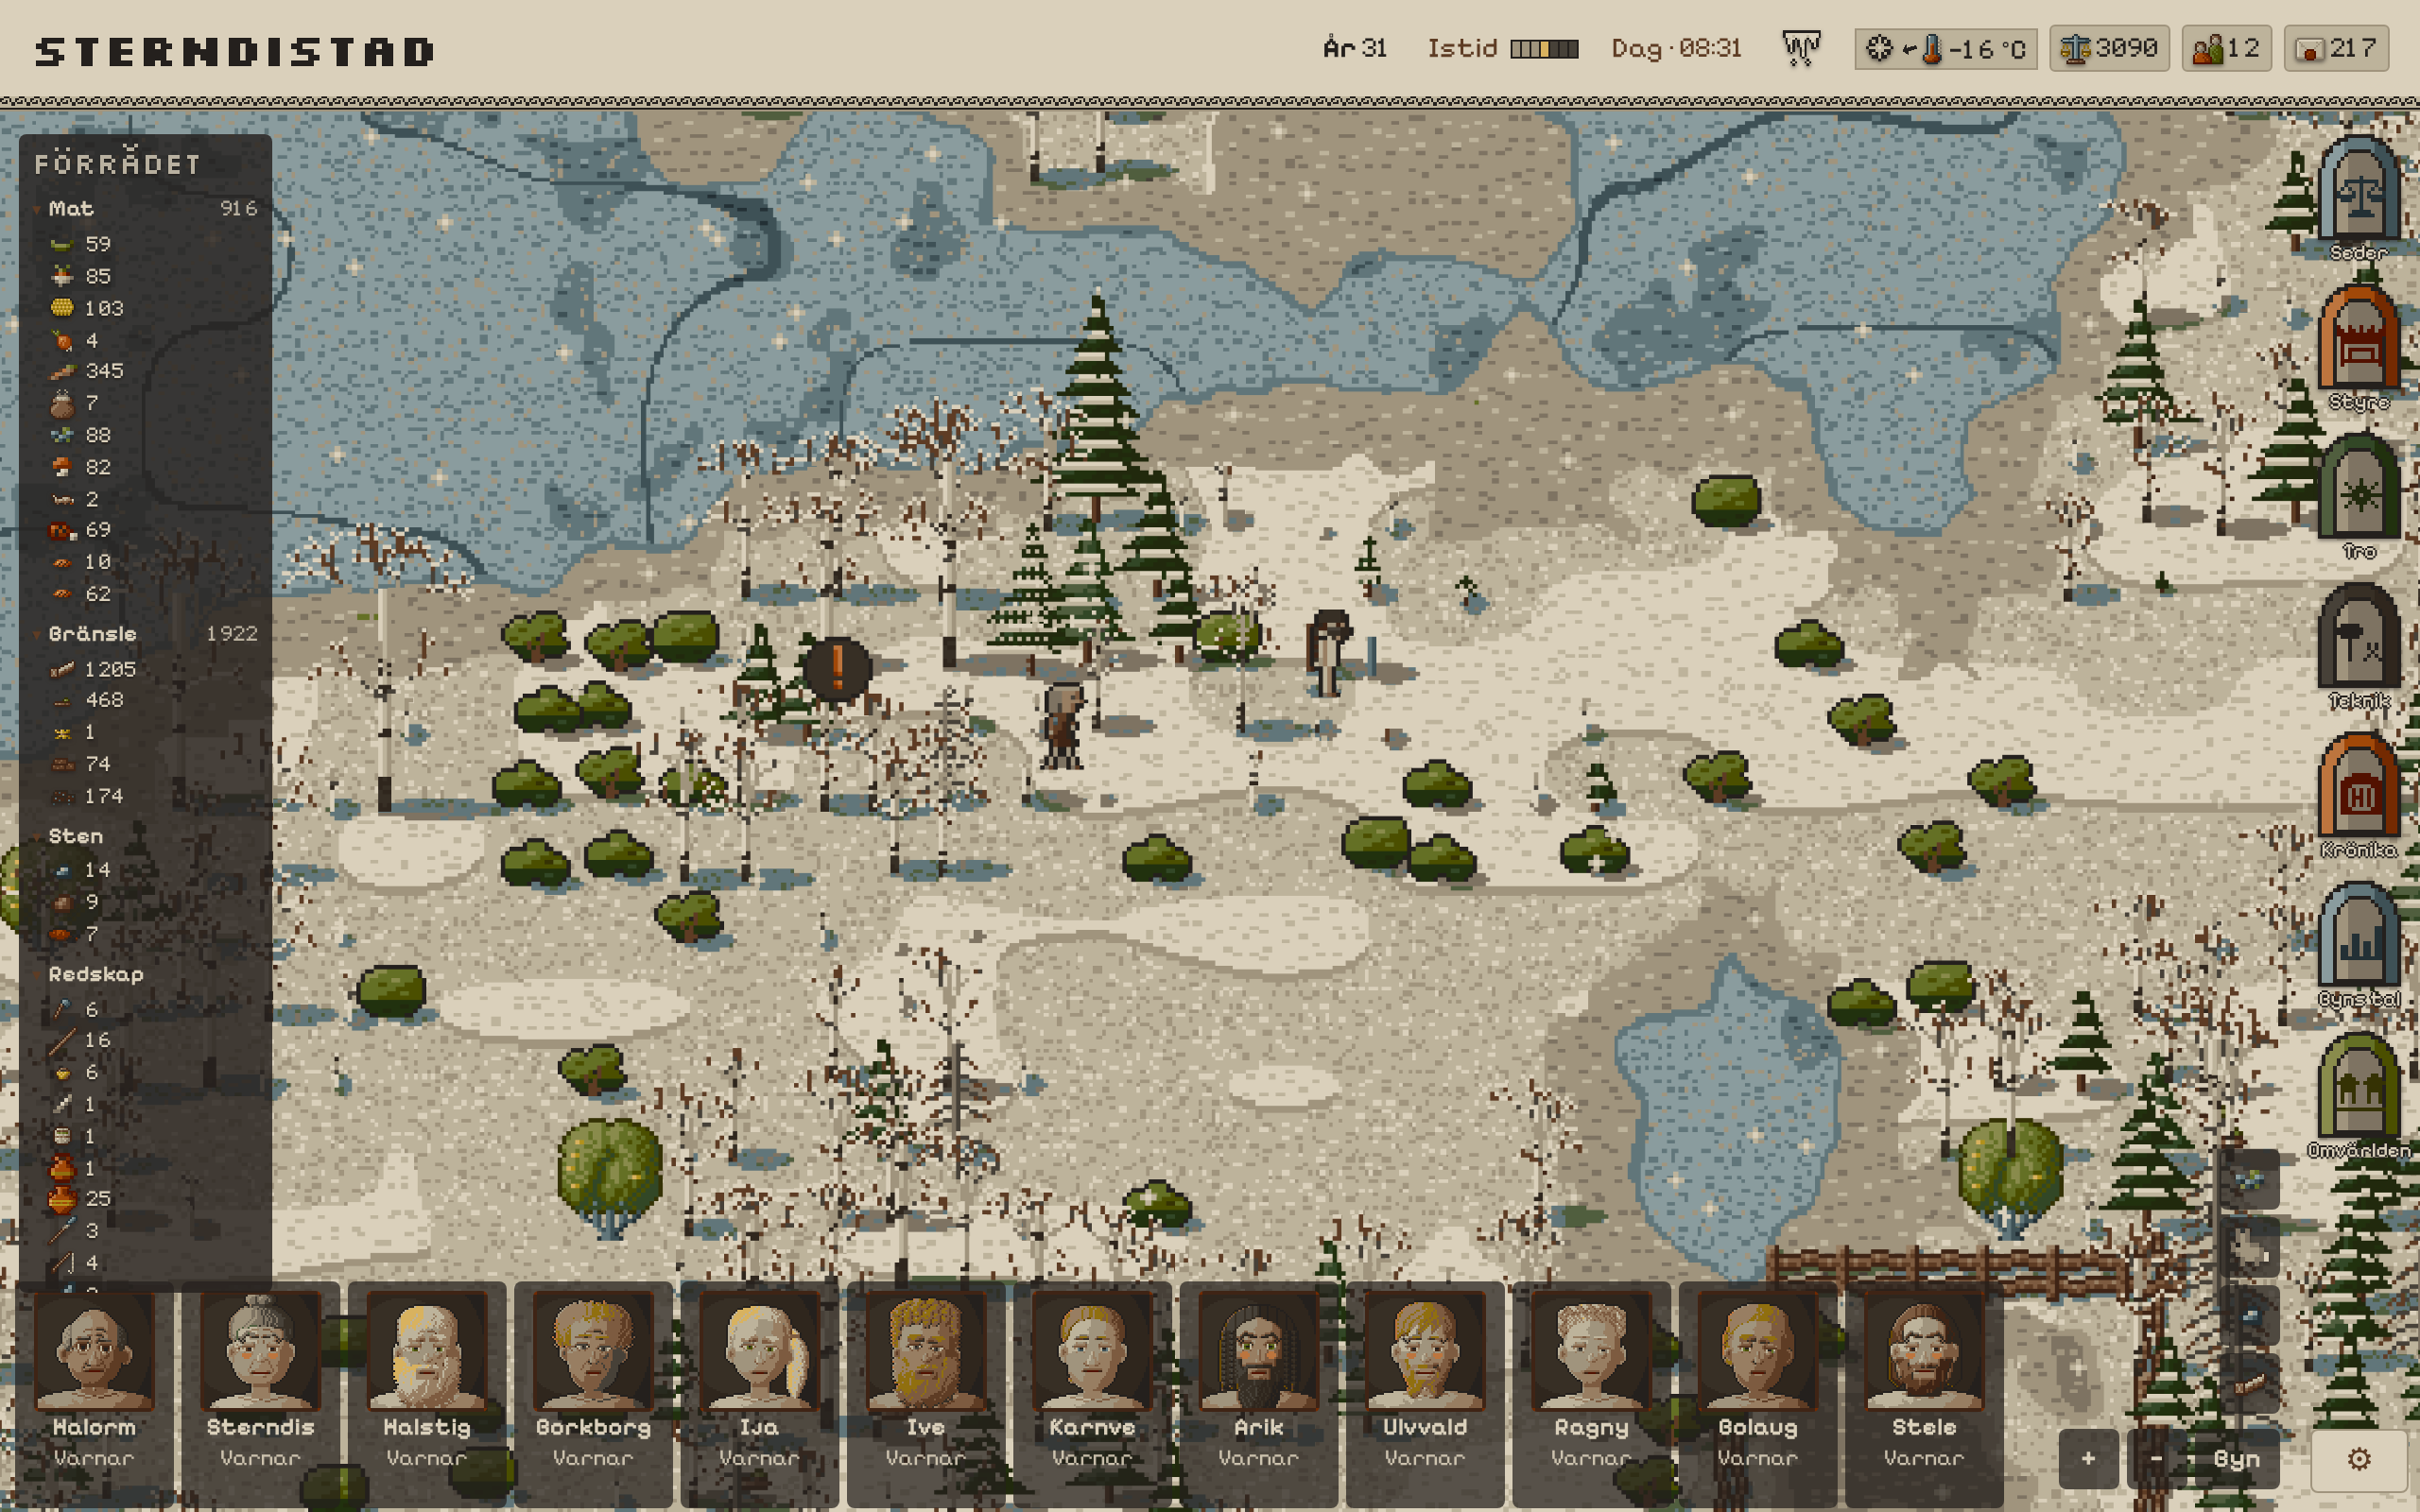 STERNDISTAD
År 31
Istid
Dag · 08:31
-16 °C
3090
12
217
FÖRRÅDET
Mat 916
59
85
103
4
345
7
88
82
2
69
10
62
Bränsle 1922
1205
468
1
74
174
Sten
14
9
7
Redskap
6
16
6
1
1
1
25
3
4
Seder
Styre
Tro
Teknik
Krönika
Byns tal
Omvärlden
Halorm
Varnar
Sterndis
Varnar
Halstig
Varnar
Borkborg
Varnar
Ija
Varnar
Ive
Varnar
Karnve
Varnar
Arik
Varnar
Ulvvald
Varnar
Ragny
Varnar
Bolaug
Varnar
Stele
Varnar
+
-
Byn